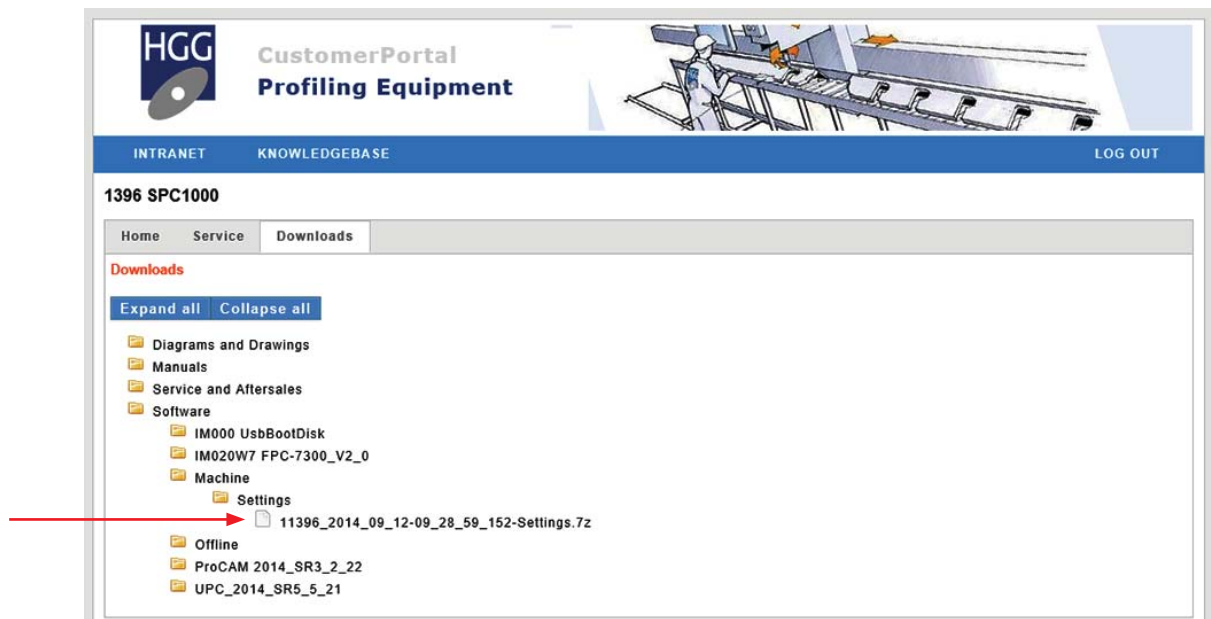 HGG
CustomerPortal
Profiling Equipment
INTRANET KNOWLEDGEBASE LOG OUT
1396 SPC1000
Home Service Downloads
Downloads
Expand all Collapse all
Diagrams and Drawings
Manuals
Service and Aftersales
Software
IM000 UsbBootDisk
IM020W7 FPC-7300_V2_0
Machine
Settings
11396_2014_09_12-09_28_59_152-Settings.7z
Offline
ProCAM 2014_SR3_2_22
UPC_2014_SR5_5_21